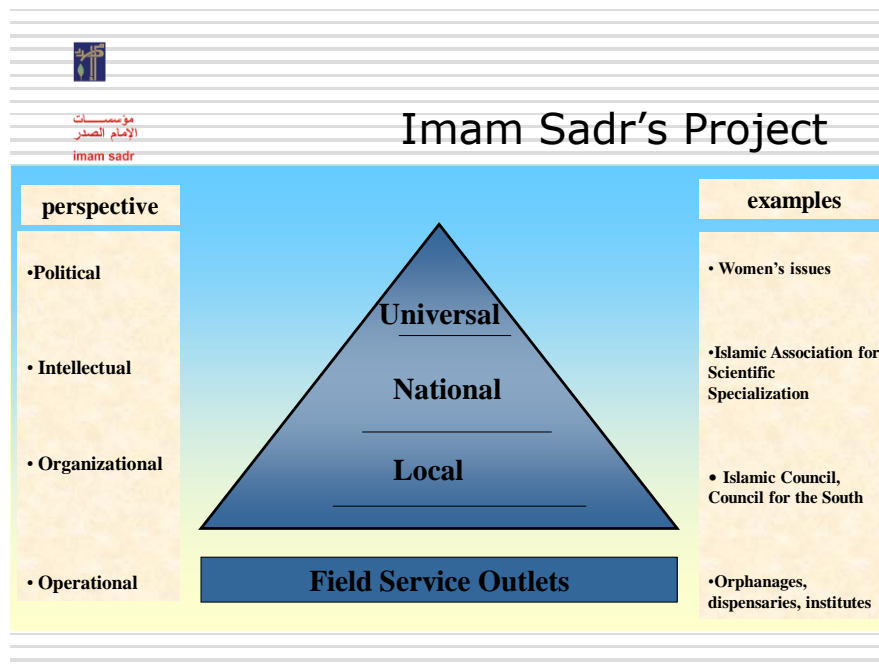 مؤسسات
الإمام الصدر
imam sadr
Imam Sadr’s Project
perspective
•Political
• Intellectual
• Organizational
• Operational
Universal
National
Local
Field Service Outlets
examples
• Women’s issues
•Islamic Association for
Scientific
Specialization
• Islamic Council,
Council for the South
•Orphanages,
dispensaries, institutes